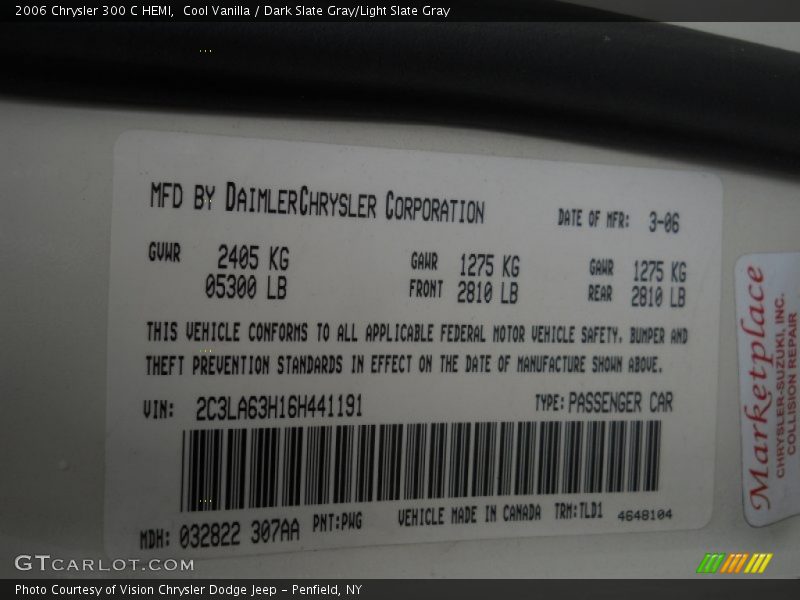 2006 Chrysler 300 C HEMI,  Cool Vanilla / Dark Slate Gray/Light Slate Gray
MFD BY DAIMLERCHRYSLER CORPORATION
DATE OF MFR: 3-06
GVWR 2405 KG
05300 LB
GAWR 1275 KG
FRONT 2810 LB
GAWR 1275 KG
REAR 2810 LB
THIS VEHICLE CONFORMS TO ALL APPLICABLE FEDERAL MOTOR VEHICLE SAFETY, BUMPER AND
THEFT PREVENTION STANDARDS IN EFFECT ON THE DATE OF MANUFACTURE SHOWN ABOVE.
VIN: 2C3LA63H16H441191 TYPE: PASSENGER CAR
MDH: 032822 307AA PNT:PWG VEHICLE MADE IN CANADA TRM:TLD1 4648104
Marketplace
CHRYSLER-SUZUKI, INC.
COLLISION REPAIR
GTCARLOT.COM
Photo Courtesy of Vision Chrysler Dodge Jeep – Penfield, NY